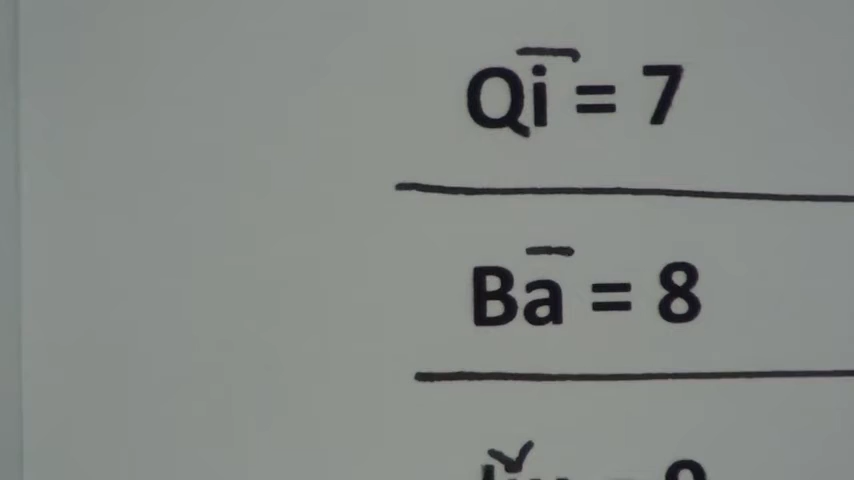 Qī = 7
Bā = 8